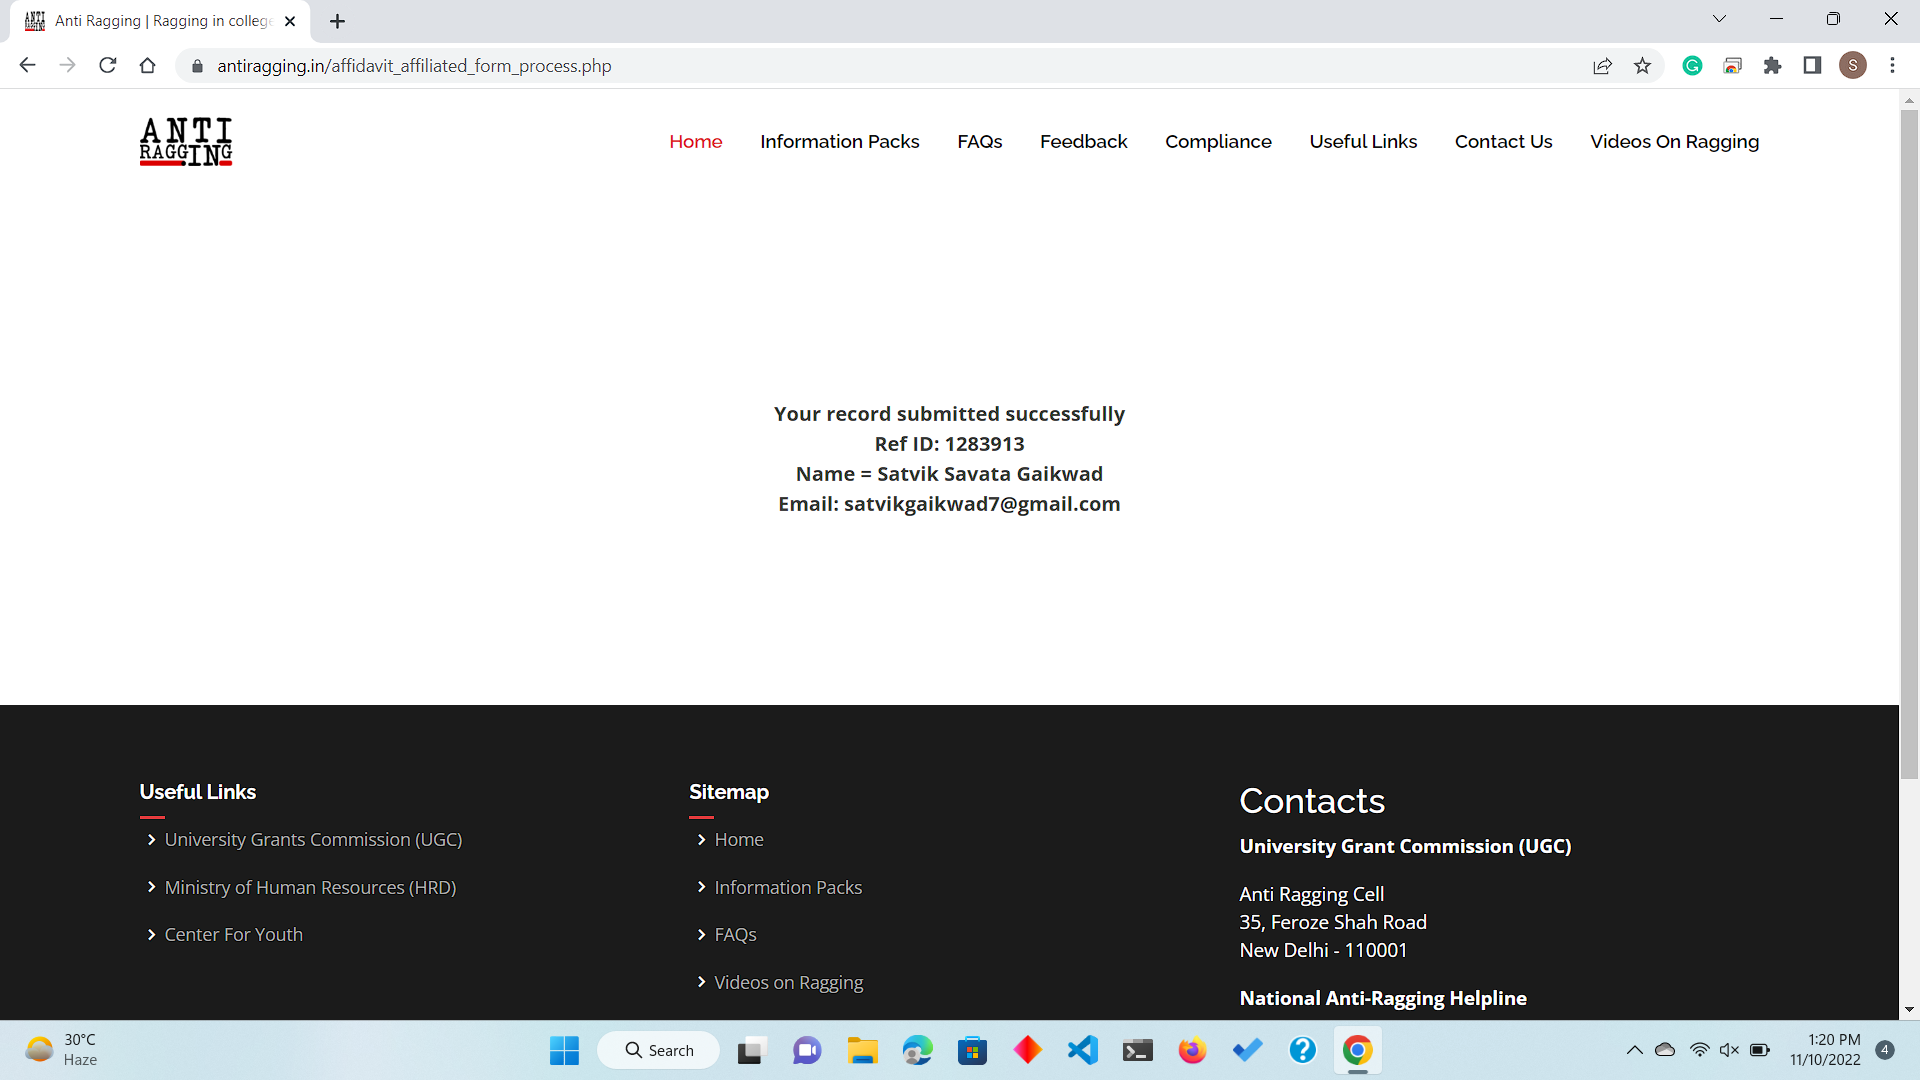 Anti Ragging | Ragging in college
antiragging.in/affidavit_affiliated_form_process.php
S
ANTI
RAGGING
Home
Information Packs
FAQs
Feedback
Compliance
Useful Links
Contact Us
Videos On Ragging
Your record submitted successfully
Ref ID: 1283913
Name = Satvik Savata Gaikwad
Email: satvikgaikwad7@gmail.com
Useful Links
University Grants Commission (UGC)
Ministry of Human Resources (HRD)
Center For Youth
Sitemap
Home
Information Packs
FAQs
Videos on Ragging
Contacts
University Grant Commission (UGC)
Anti Ragging Cell
35, Feroze Shah Road
New Delhi - 110001
National Anti-Ragging Helpline
30°C
Haze
Search
1:20 PM
11/10/2022
4